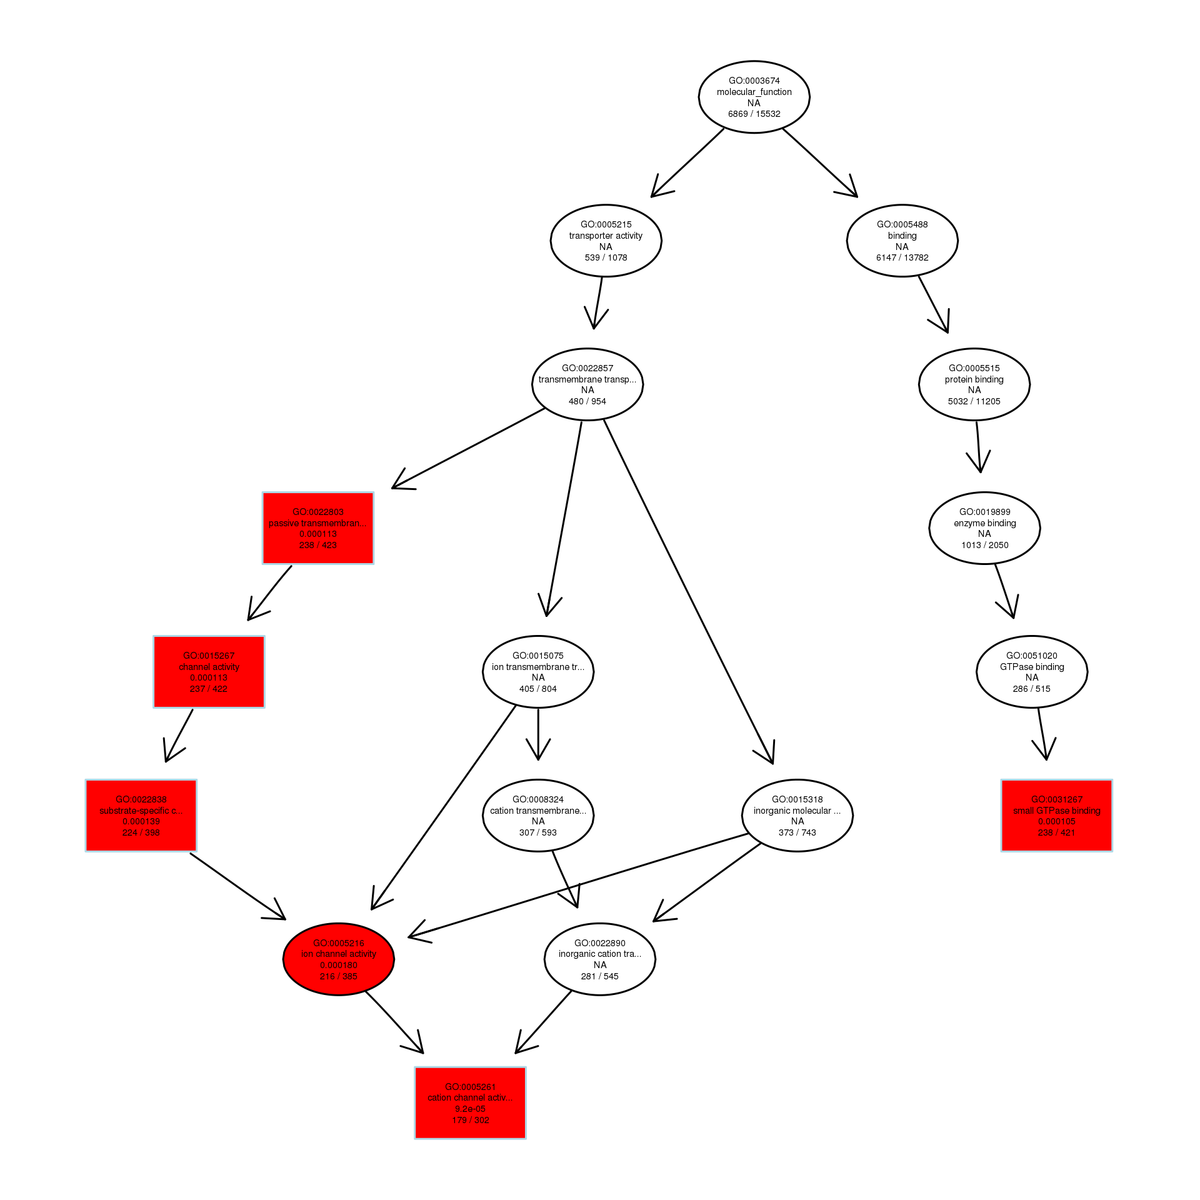 GO:0003674
molecular_function
NA
6869 / 15532
GO:0005215
transporter activity
NA
539 / 1078
GO:0005488
binding
NA
6147 / 13782
GO:0022857
transmembrane transp...
NA
480 / 954
GO:0005515
protein binding
NA
5032 / 11205
GO:0022803
passive transmembran...
0.000113
238 / 423
GO:0019899
enzyme binding
NA
1013 / 2050
GO:0015267
channel activity
0.000113
237 / 422
GO:0015075
ion transmembrane tr...
NA
405 / 804
GO:0051020
GTPase binding
NA
286 / 515
GO:0022838
substrate-specific c...
0.000139
224 / 398
GO:0008324
cation transmembrane...
NA
307 / 593
GO:0015318
inorganic molecular ...
NA
373 / 743
GO:0031267
small GTPase binding
0.000105
238 / 421
GO:0005216
ion channel activity
0.000180
216 / 385
GO:0022890
inorganic cation tra...
NA
281 / 545
GO:0005261
cation channel activ...
9.2e-05
179 / 302